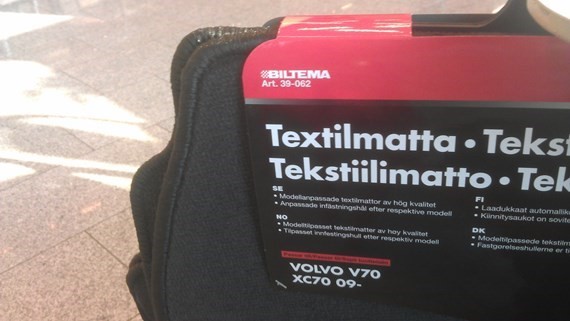 BILTEMA
Art. 39-062
Textilmatta • Tekst
Tekstiilimatto • Tek
SE
• Modellanpassade textilmattor av hög kvalitet
• Anpassade infästningshål efter respektive modell
NO
• Modelltilpasset tekstilmatter av høy kvalitet
• Tilpasset innfestingshull etter respektiv modell
FI
• Laadukkaat automallik
• Kiinnitysaukot on sovite
DK
• Modeltilpassede tekstilm
• Fastgørelseshullerne er ti
VOLVO V70
XC70 09-